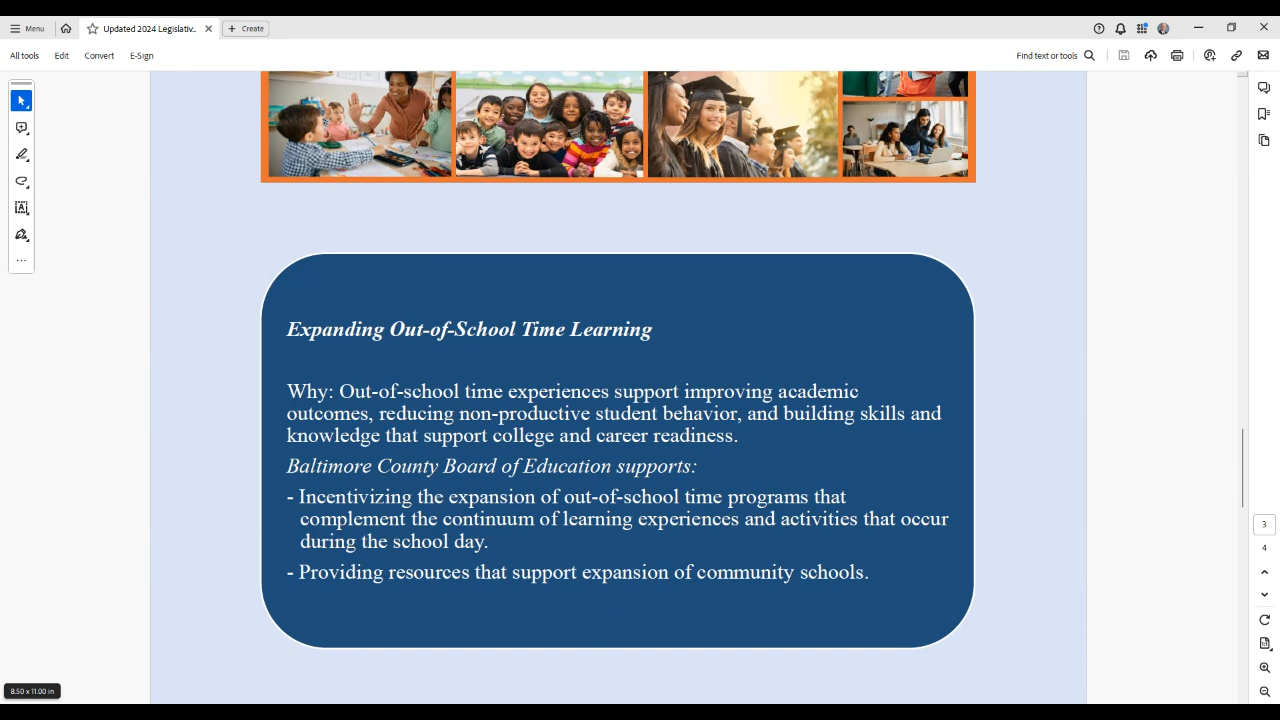 Menu
Updated 2024 Legislativ...
Create
All tools
Edit
Convert
E-Sign
Find text or tools
Expanding Out-of-School Time Learning
Why: Out-of-school time experiences support improving academic
outcomes, reducing non-productive student behavior, and building skills and
knowledge that support college and career readiness.
Baltimore County Board of Education supports:
- Incentivizing the expansion of out-of-school time programs that
complement the continuum of learning experiences and activities that occur
during the school day.
- Providing resources that support expansion of community schools.
3
4
8.50 x 11.00 in